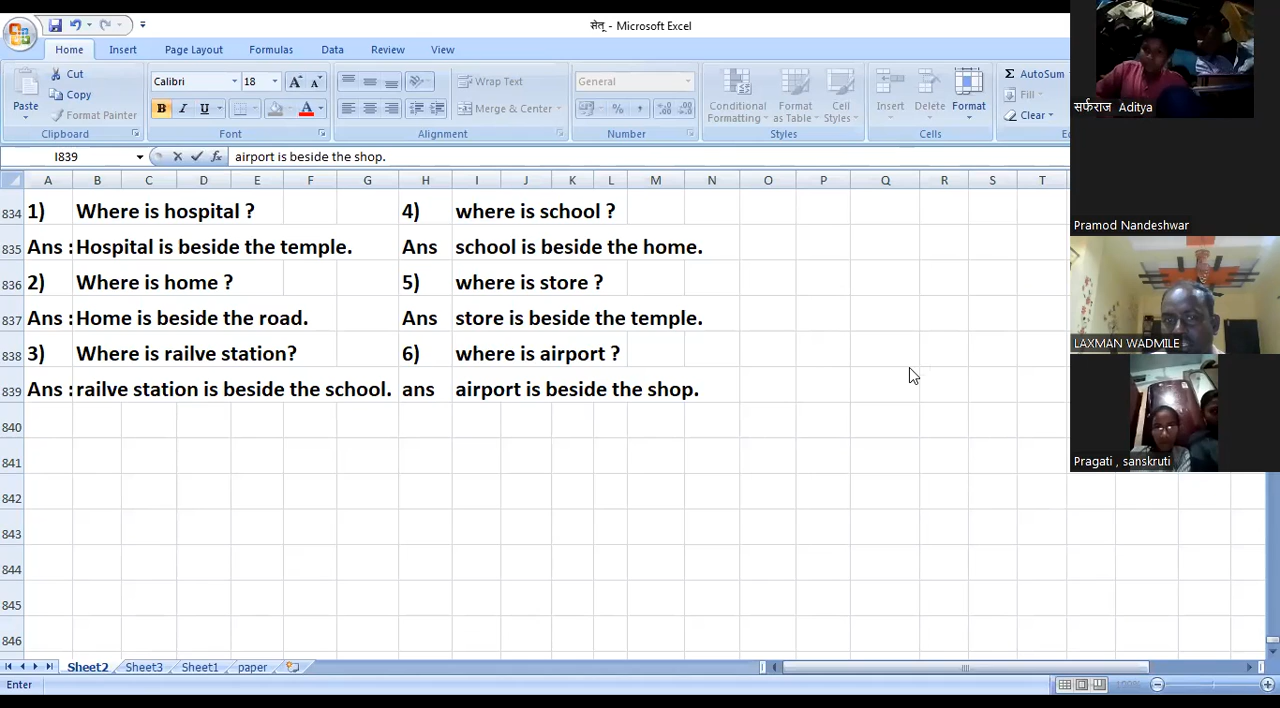 सेतू - Microsoft Excel
Home Insert Page Layout Formulas Data Review View
Cut
Copy
Format Painter
Paste
Clipboard
Calibri 18
B I U
Font
Wrap Text
Merge & Center
Alignment
General
Number
Conditional Formatting
Format as Table
Cell Styles
Styles
Insert Delete Format
Cells
AutoSum
Fill
Clear
I839 airport is beside the shop.
A B C D E F G H I J K L M N O P Q R S T
834 1) Where is hospital ? 4) where is school ?
835 Ans : Hospital is beside the temple. Ans school is beside the home.
836 2) Where is home ? 5) where is store ?
837 Ans : Home is beside the road. Ans store is beside the temple.
838 3) Where is railve station? 6) where is airport ?
839 Ans : railve station is beside the school. ans airport is beside the shop.
840
841
842
843
844
845
846
Sheet2 Sheet3 Sheet1 paper
Enter
सर्फराज Aditya
Pramod Nandeshwar
LAXMAN WADMILE
Pragati , sanskruti